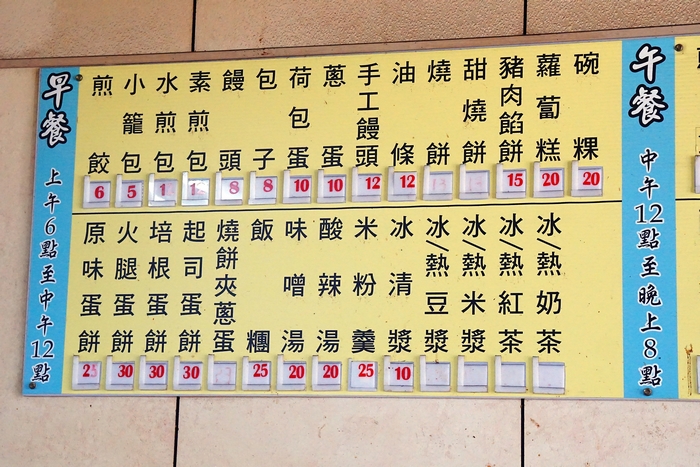 早餐
上午6點至中午12點
煎餃 6
小籠包 5
水煎包
素煎包
饅頭 8
包子 8
荷包蛋 10
蔥蛋 10
手工饅頭 12
油條 12
燒餅
甜燒餅
豬肉餡餅 15
蘿蔔糕 20
碗粿 20
原味蛋餅
火腿蛋餅 30
培根蛋餅 30
起司蛋餅 30
燒餅夾蔥蛋
飯糰 25
味噌湯 20
酸辣湯 20
米粉羹 25
冰清漿 10
冰/熱豆漿
冰/熱米漿
冰/熱紅茶
冰/熱奶茶
午餐
中午12點至晚上8點